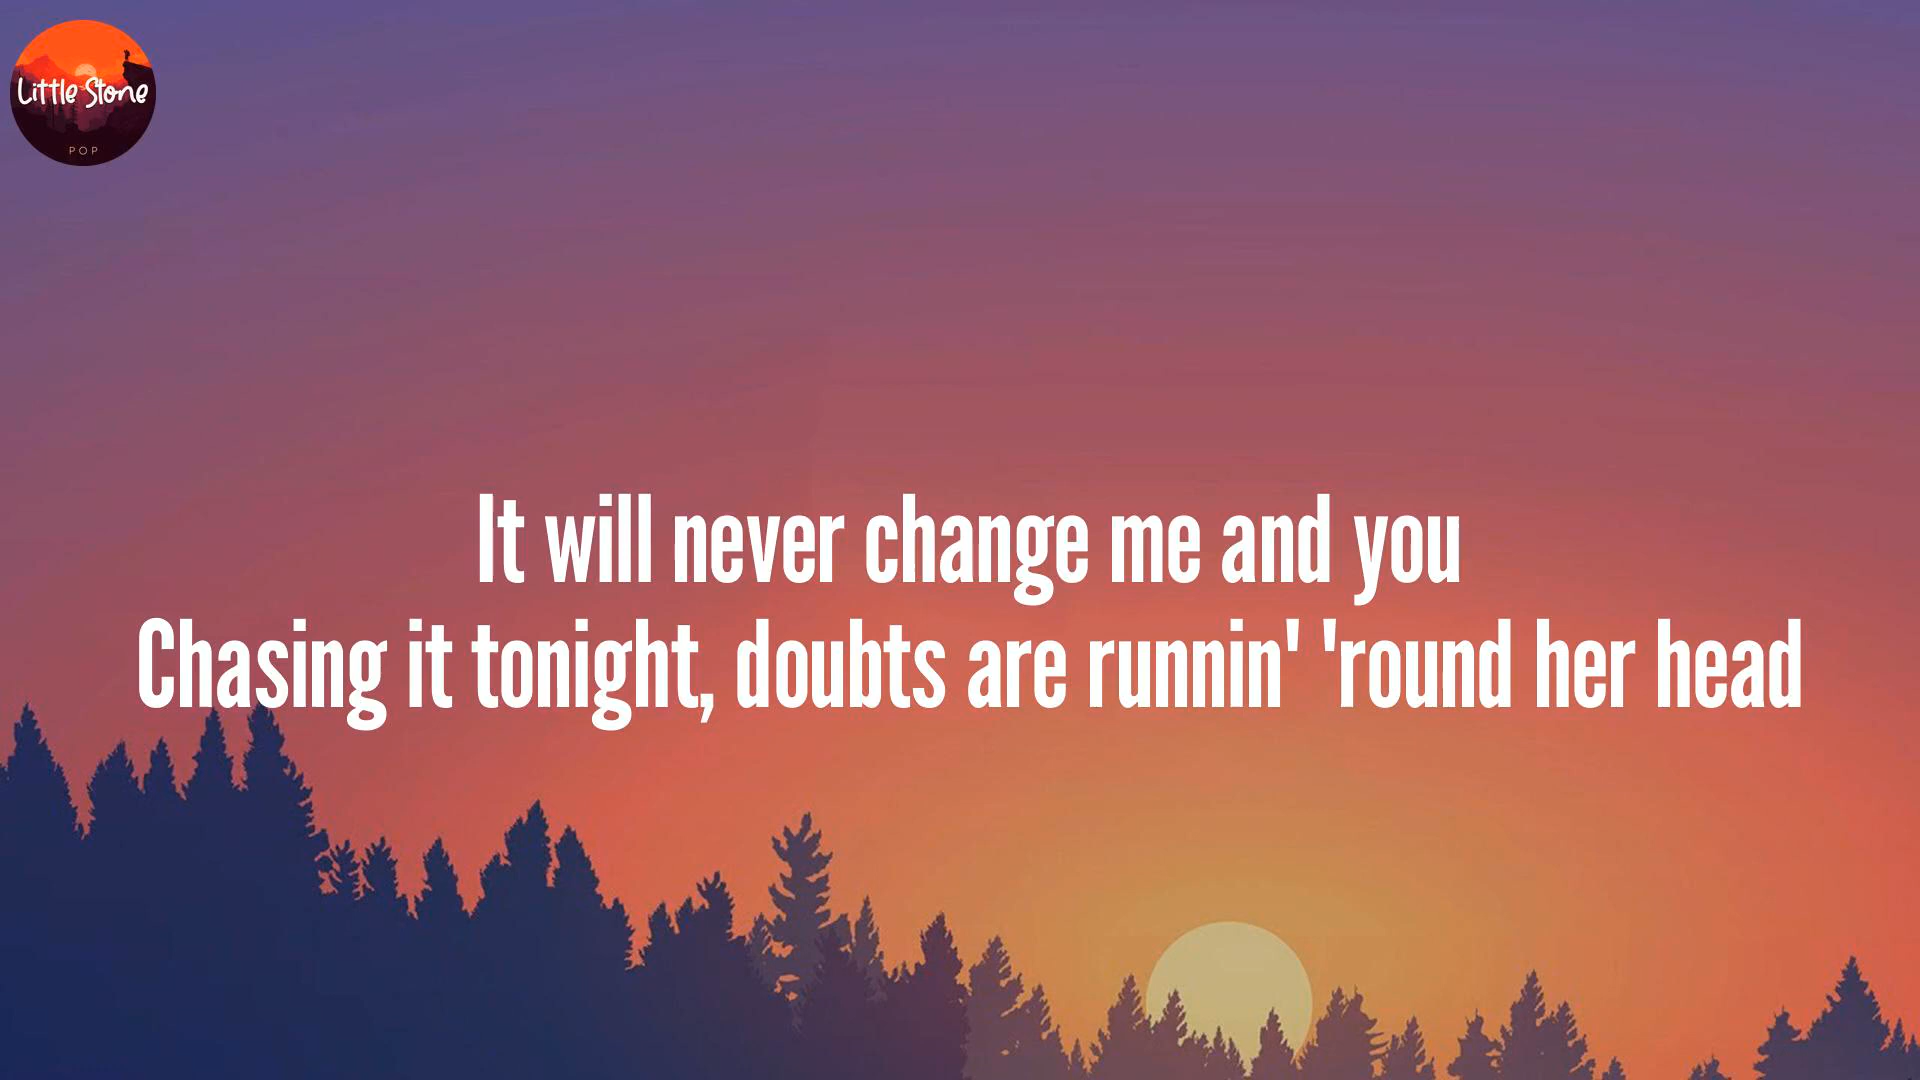 Little Stone
POP
It will never change me and you
Chasing it tonight, doubts are runnin' 'round her head